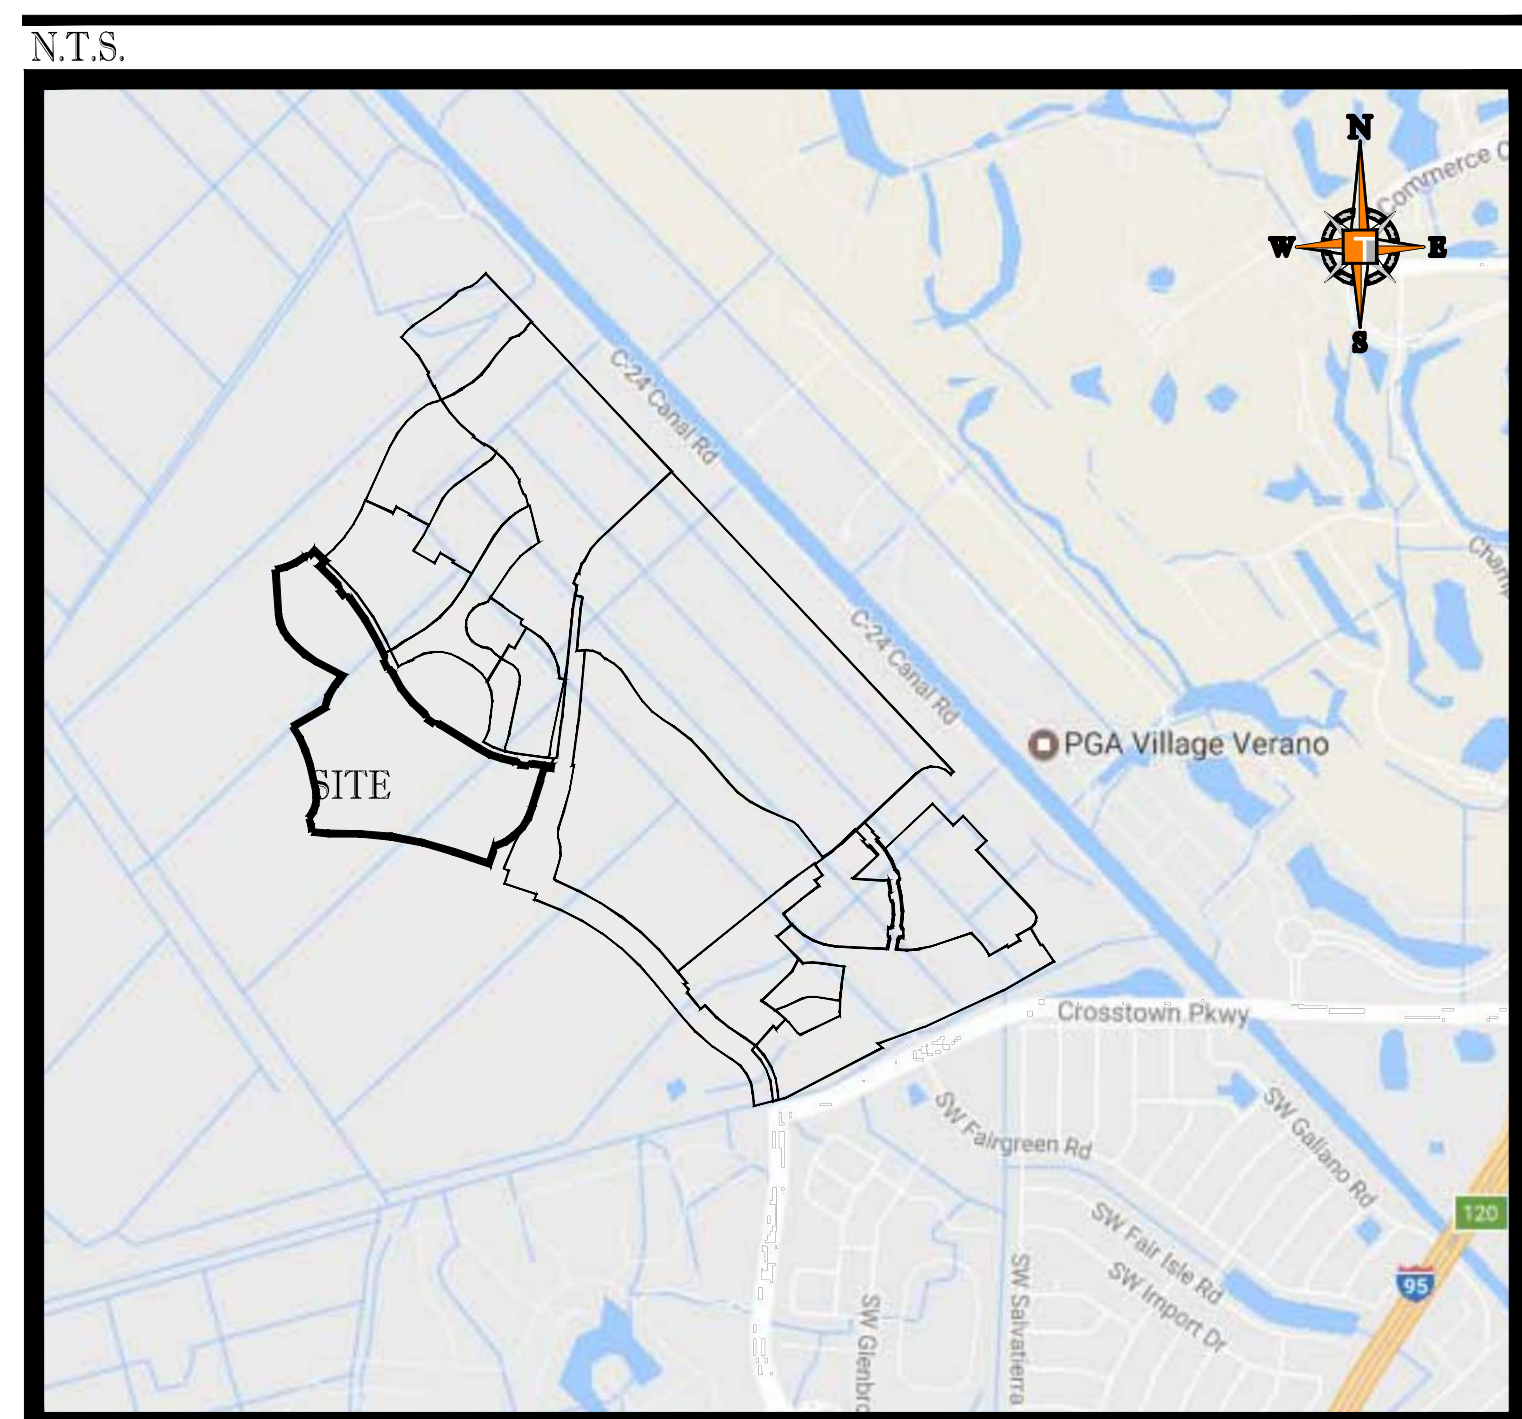 N.T.S.
N
Commerce C
W
T
E
S
C-24 Canal Rd
Cham
C-24 Canal Rd
PGA Village Verano
SITE
Crosstown Pkwy
SW Fairgreen Rd
SW Galiano Rd
120
SW Fair Isle Rd
SW Import Dr
SW Salvatierra
SW Glenbro
95